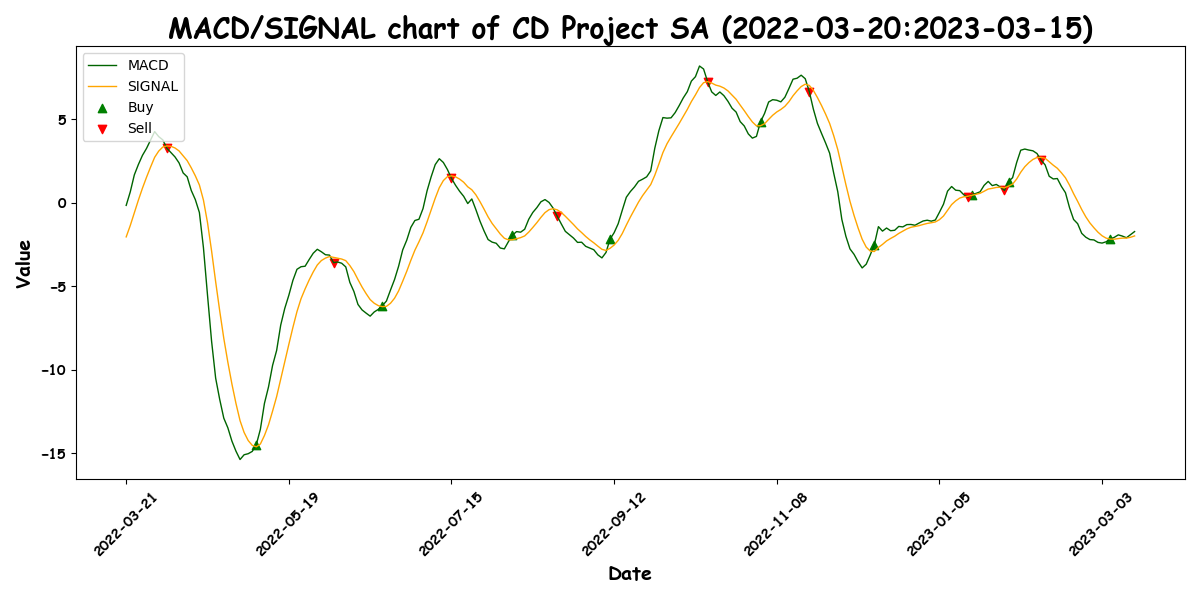 MACD/SIGNAL chart of CD Project SA (2022-03-20:2023-03-15)
MACD
SIGNAL
Buy
Sell
Value
5
0
-5
-10
-15
2022-03-21
2022-05-19
2022-07-15
2022-09-12
2022-11-08
2023-01-05
2023-03-03
Date